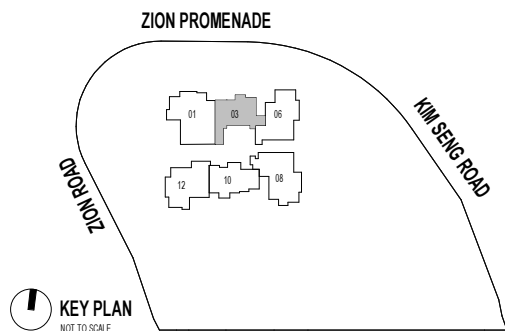 ZION PROMENADE
01
03
06
KIM SENG ROAD
ZION ROAD
12
10
08
KEY PLAN
NOT TO SCALE